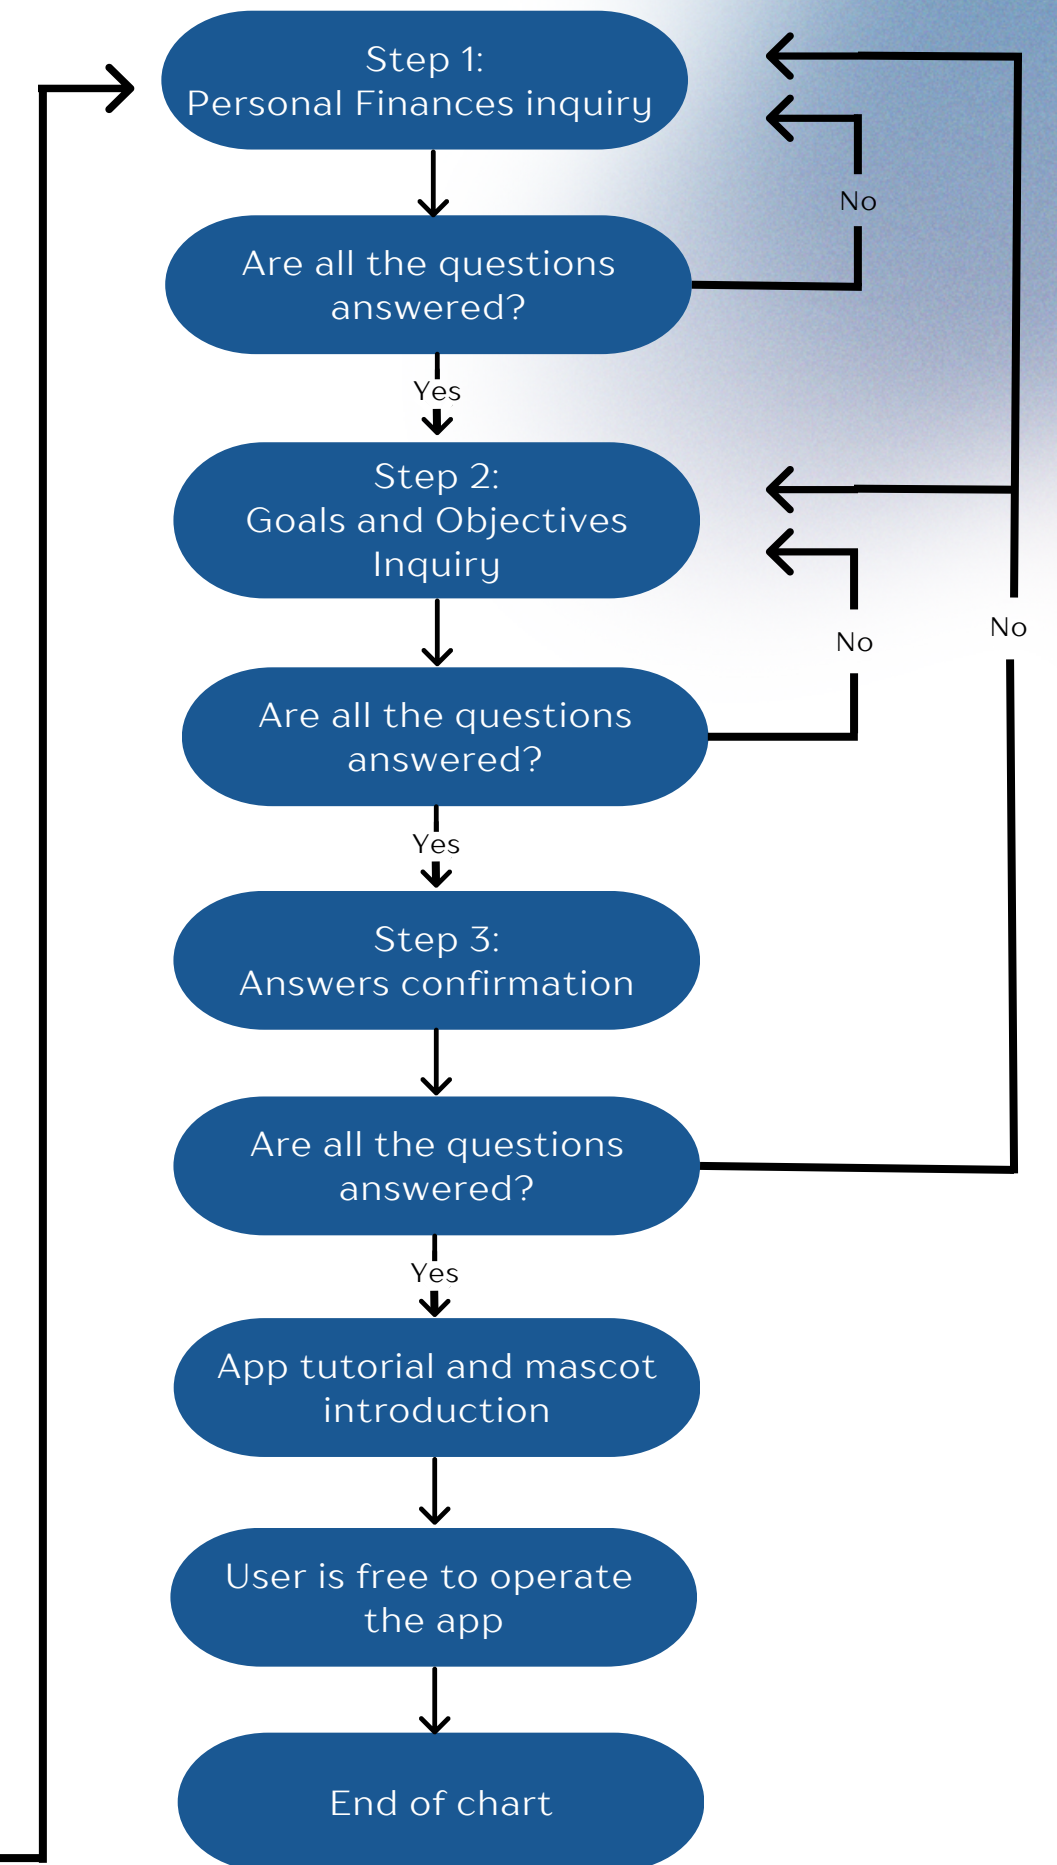 Step 1:
Personal Finances inquiry
No
Are all the questions
answered?
Yes
Step 2:
Goals and Objectives
Inquiry
No
No
Are all the questions
answered?
Yes
Step 3:
Answers confirmation
Are all the questions
answered?
Yes
App tutorial and mascot
introduction
User is free to operate
the app
End of chart